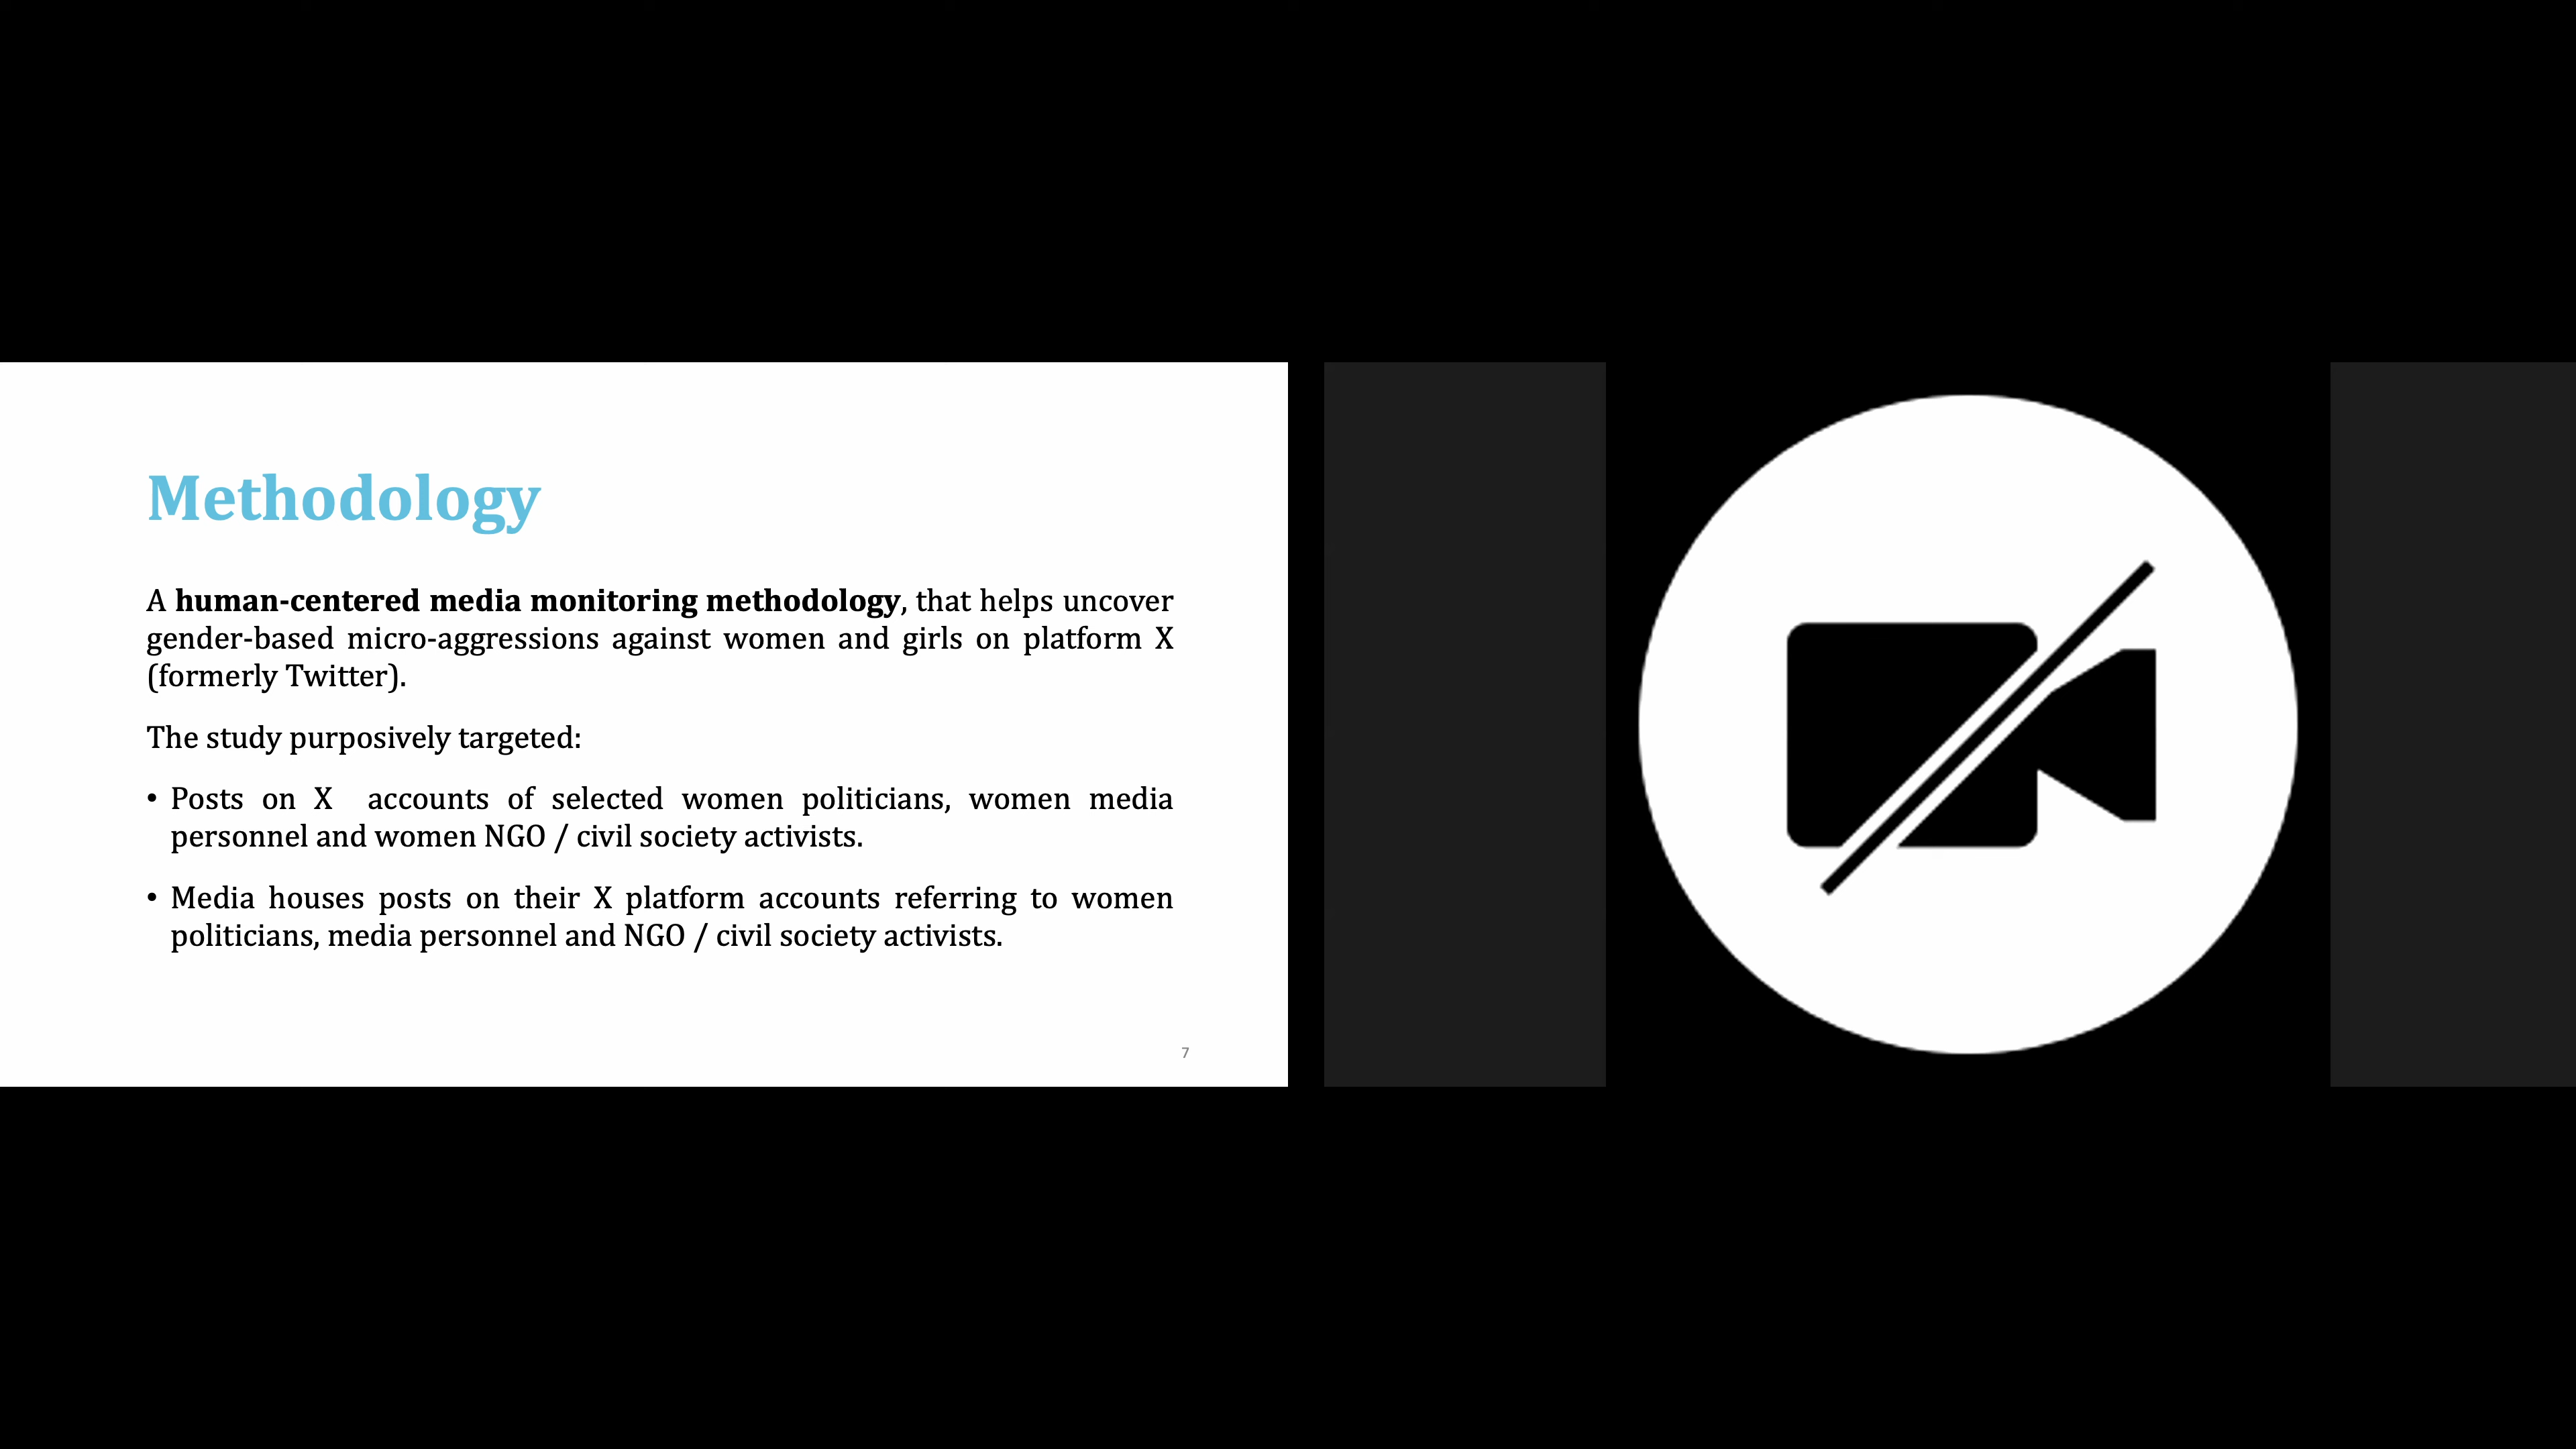 Methodology
A human-centered media monitoring methodology, that helps uncover
gender-based micro-aggressions against women and girls on platform X
(formerly Twitter).
The study purposively targeted:
• Posts on X accounts of selected women politicians, women media
personnel and women NGO / civil society activists.
• Media houses posts on their X platform accounts referring to women
politicians, media personnel and NGO / civil society activists.
7